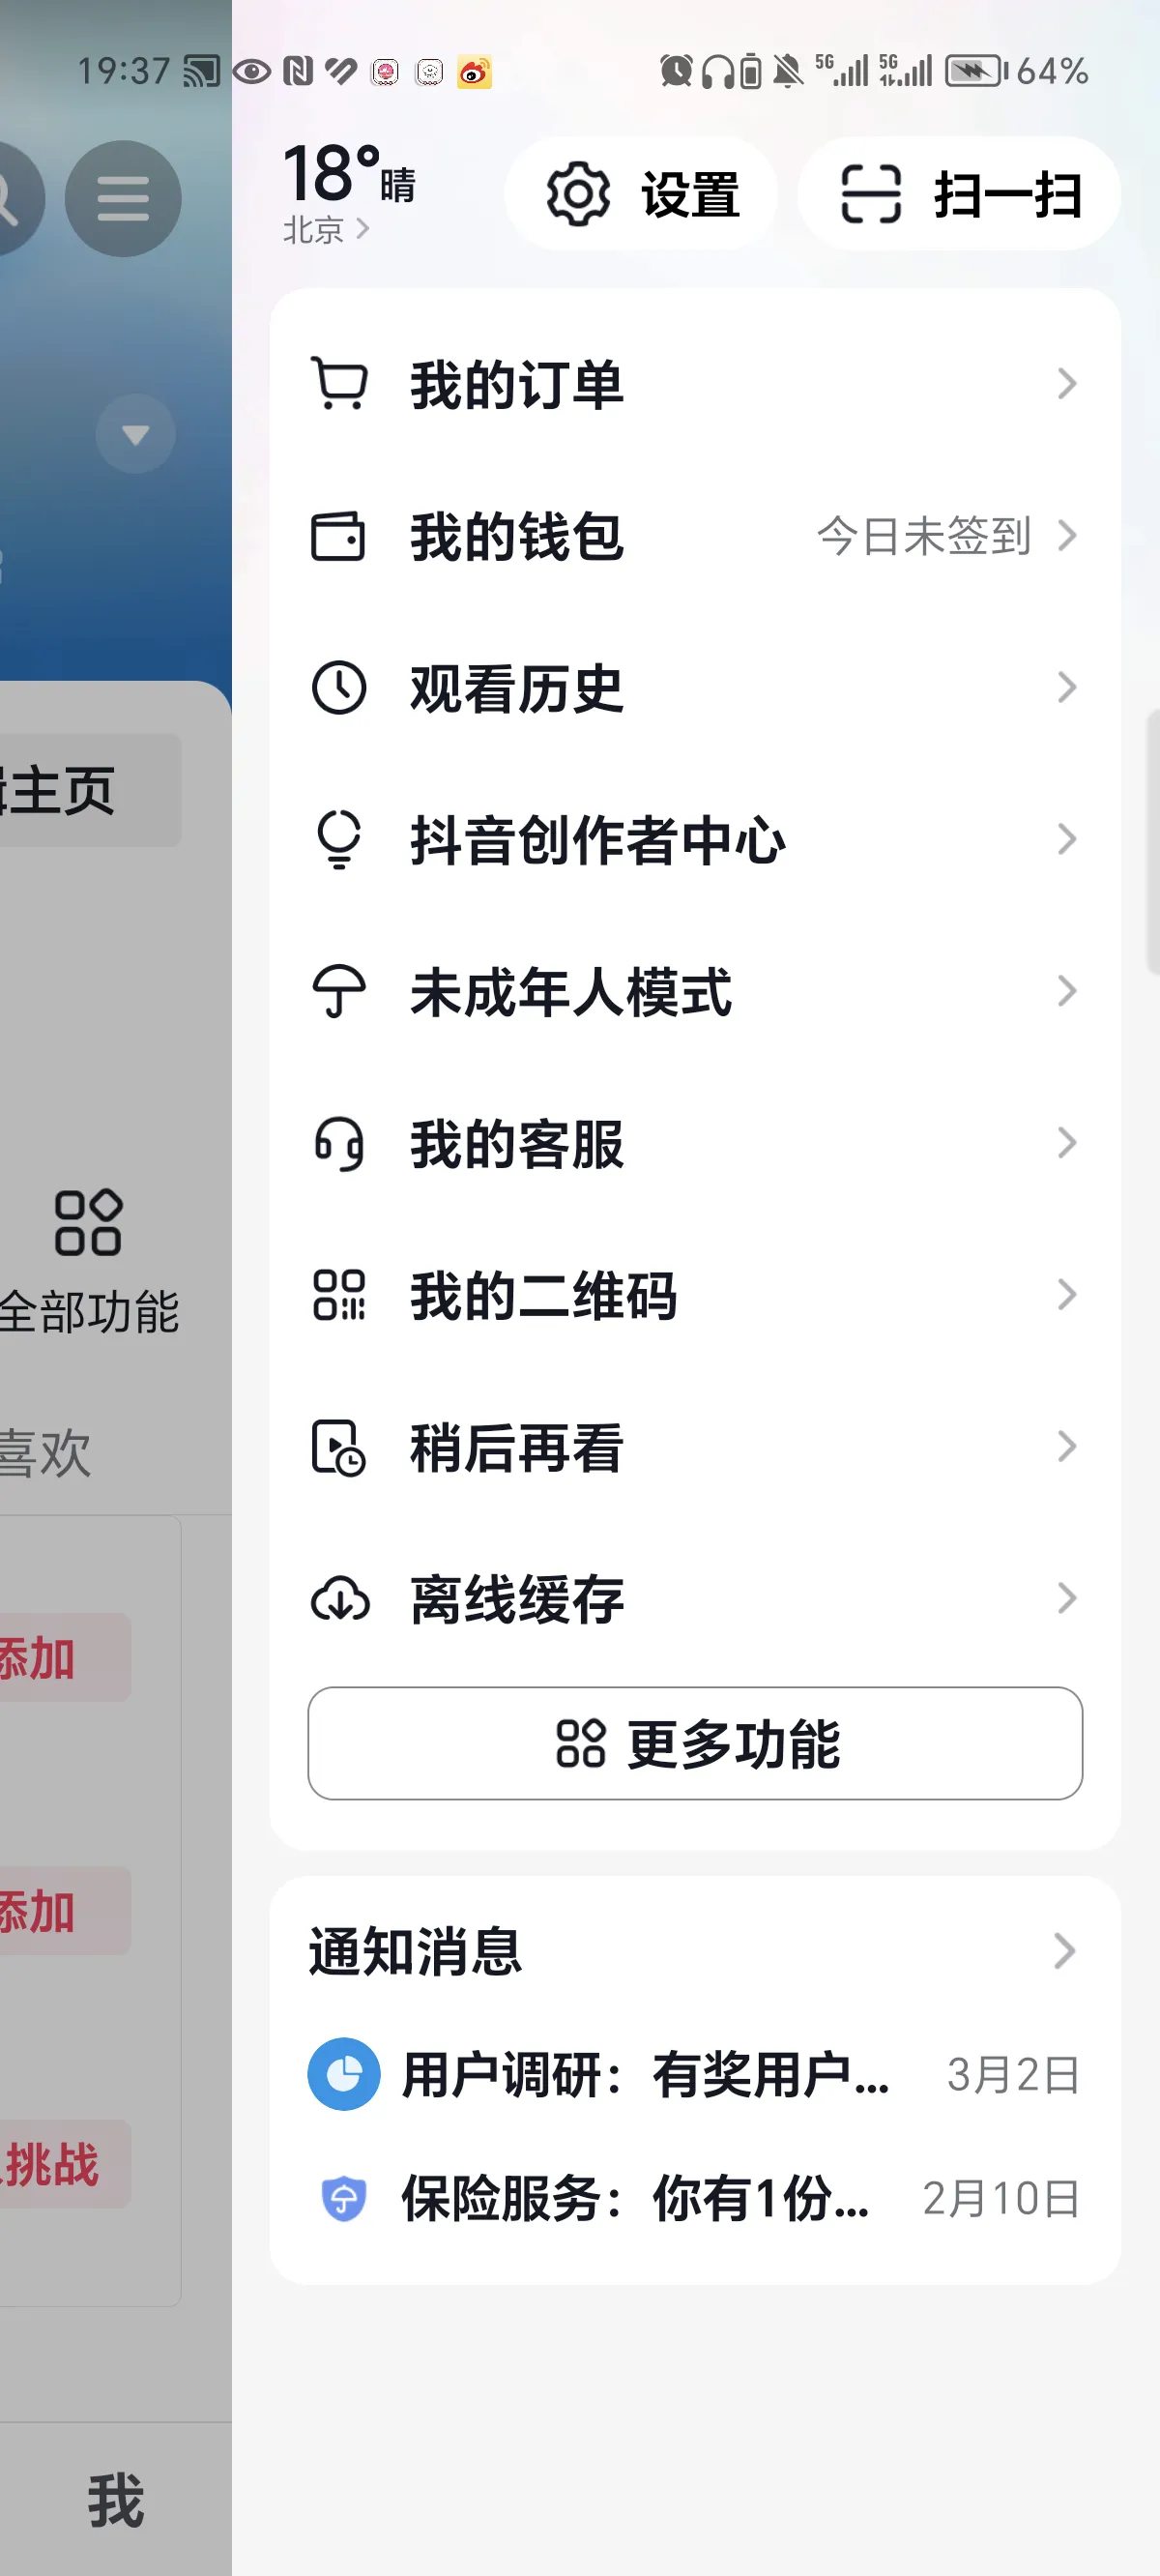 19:37
5G
5G
64%
18°晴
北京
设置
扫一扫
我的订单
我的钱包 今日未签到
观看历史
抖音创作者中心
未成年人模式
我的客服
我的二维码
稍后再看
离线缓存
更多功能
通知消息
用户调研：有奖用户... 3月2日
保险服务：你有1份... 2月10日
主页
全部功能
喜欢
添加
添加
挑战
我